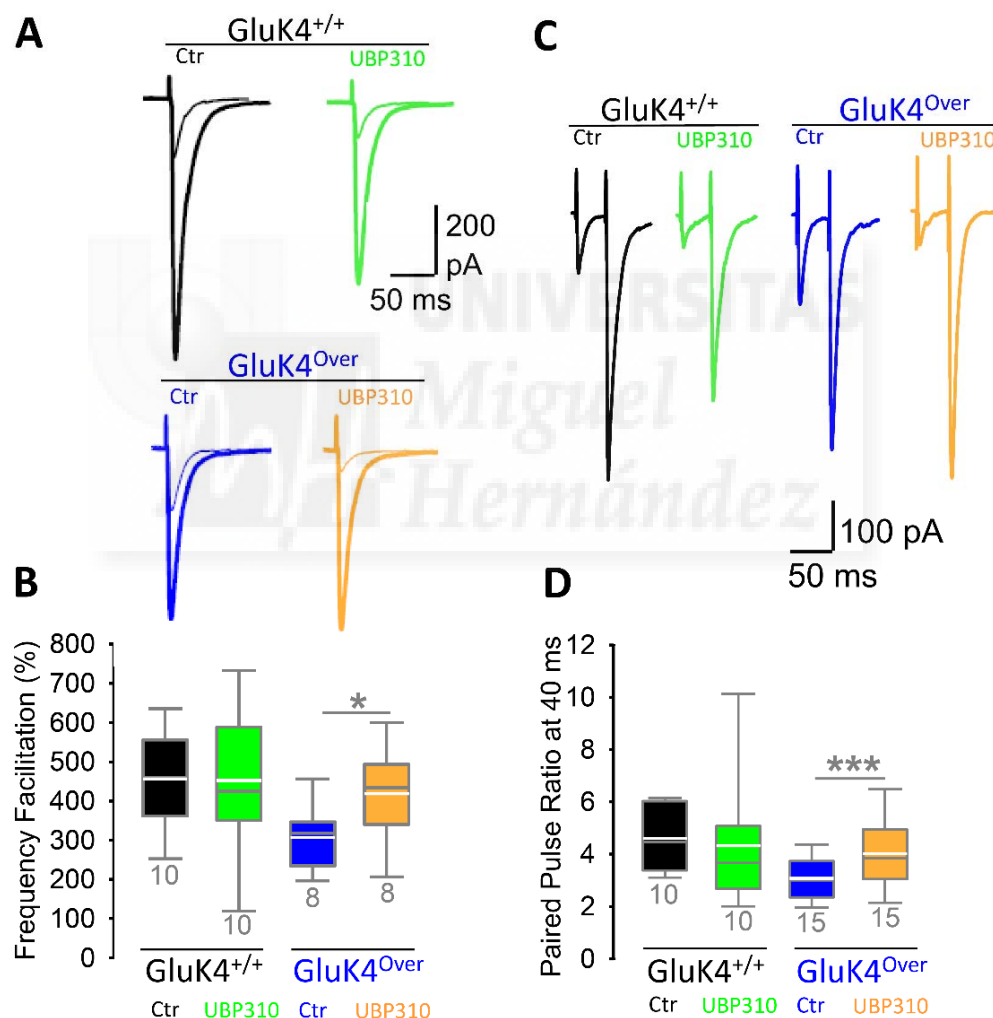 A
GluK4+/+
Ctr UBP310
200
pA
50 ms
GluK4Over
Ctr UBP310
C
GluK4+/+ GluK4Over
Ctr UBP310 Ctr UBP310
100 pA
50 ms
UNIVERSITAS
Miguel
Hernández
B
Frequency Facilitation (%)
800
700
600
500
400
300
200
100
0
*
10 10 8 8
GluK4+/+ GluK4Over
Ctr UBP310 Ctr UBP310
D
Paired Pulse Ratio at 40 ms
12
10
8
6
4
2
0
***
10 10 15 15
GluK4+/+ GluK4Over
Ctr UBP310 Ctr UBP310